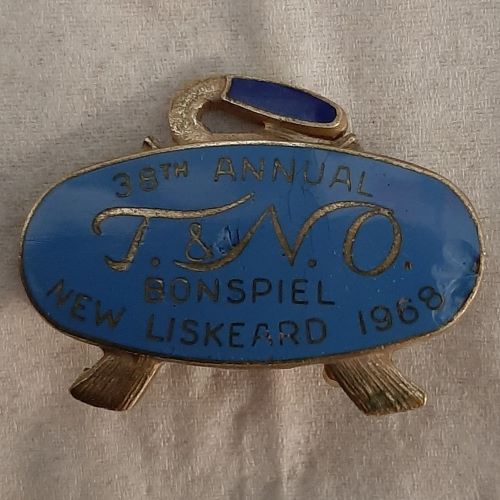 38TH ANNUAL
T. & N. O.
BONSPIEL
NEW LISKEARD 1968